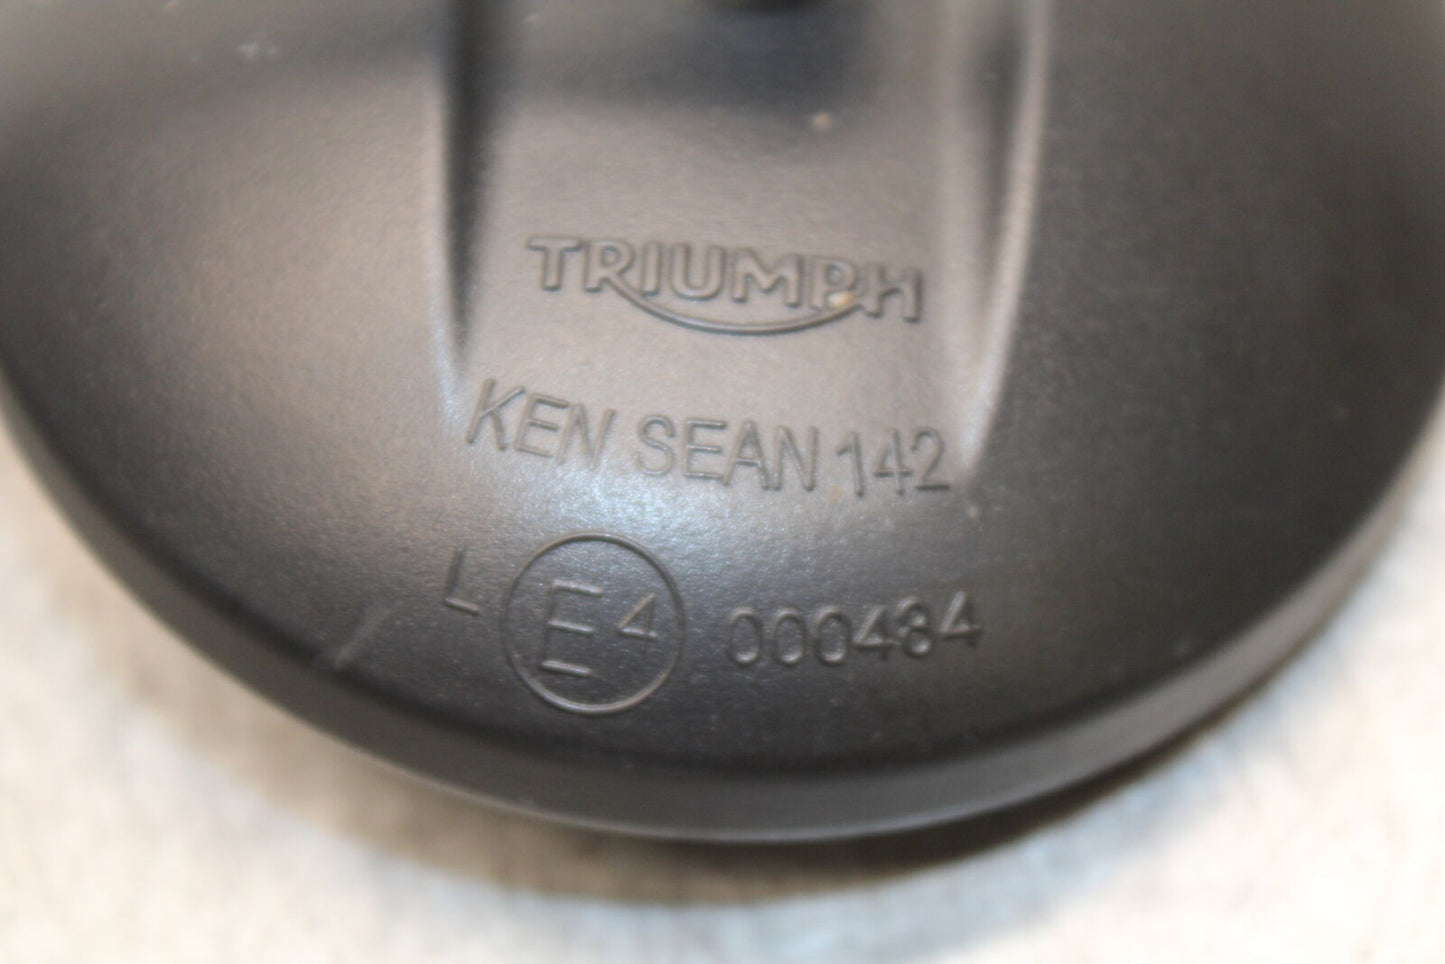 TRIUMPH
KEN SEAN 142
L E4 000484